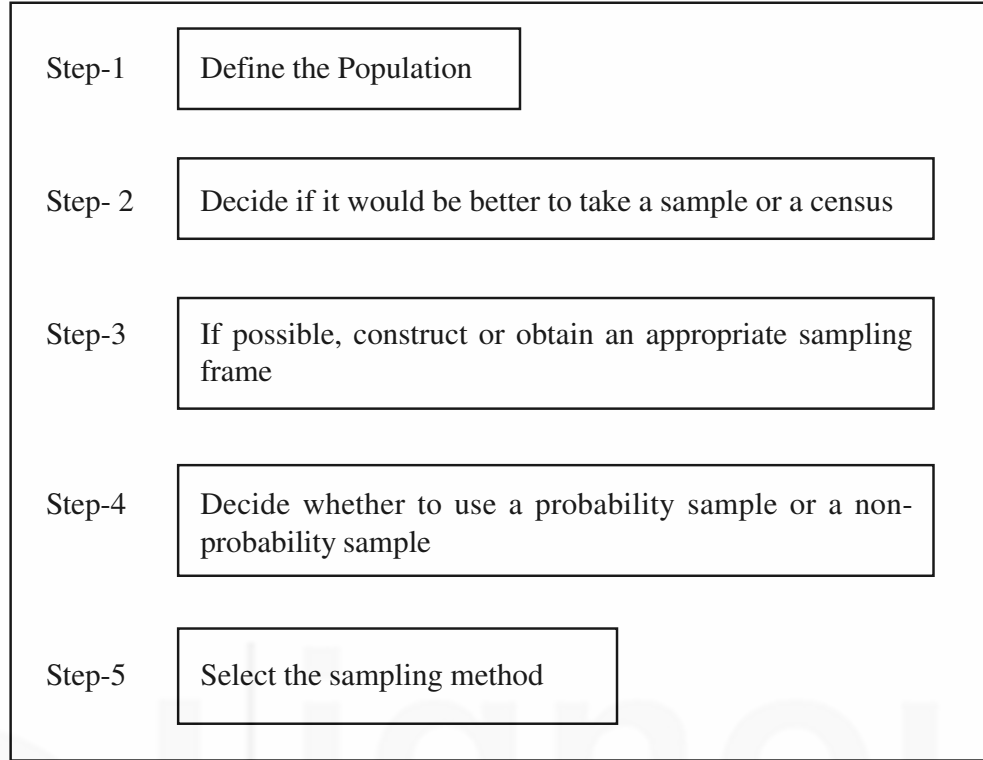 Step-1 Define the Population
Step- 2 Decide if it would be better to take a sample or a census
Step-3 If possible, construct or obtain an appropriate sampling
frame
Step-4 Decide whether to use a probability sample or a non-
probability sample
Step-5 Select the sampling method